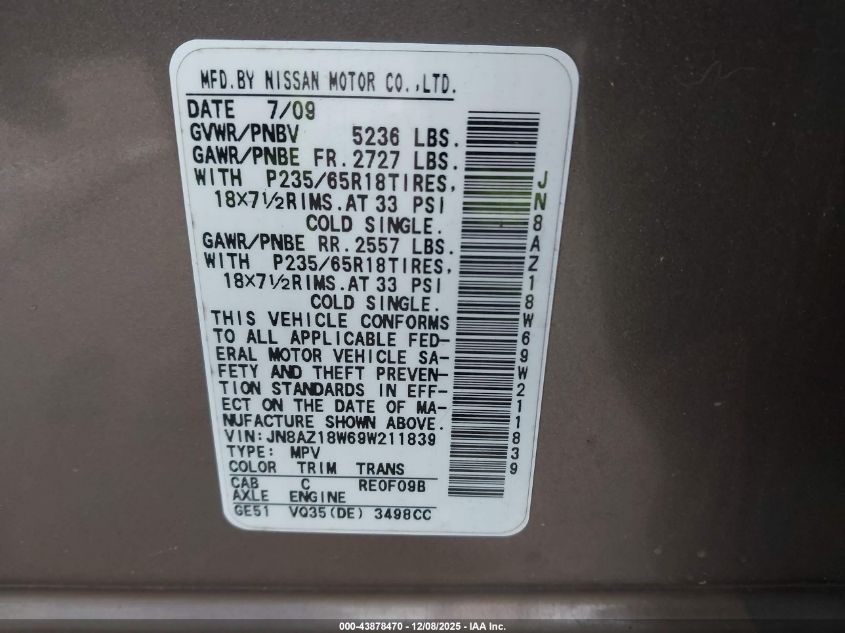 MFD.BY NISSAN MOTOR CO.,LTD.
DATE 7/09
GVWR/PNBV 5236 LBS.
GAWR/PNBE FR.2727 LBS.
WITH P235/65R18TIRES,
18X7½RIMS.AT 33 PSI
COLD SINGLE.
GAWR/PNBE RR.2557 LBS.
WITH P235/65R18TIRES,
18X7½RIMS.AT 33 PSI
COLD SINGLE.
THIS VEHICLE CONFORMS
TO ALL APPLICABLE FED-
ERAL MOTOR VEHICLE SA-
FETY AND THEFT PREVEN-
TION STANDARDS IN EFF-
ECT ON THE DATE OF MA-
NUFACTURE SHOWN ABOVE.
VIN:JN8AZ18W69W211839
TYPE: MPV
COLOR TRIM TRANS
CAB C RE0F09B
AXLE ENGINE
GE51 VQ35(DE) 3498CC
JN8AZ18W69W211839
000-43878470 - 12/08/2025 - IAA Inc.